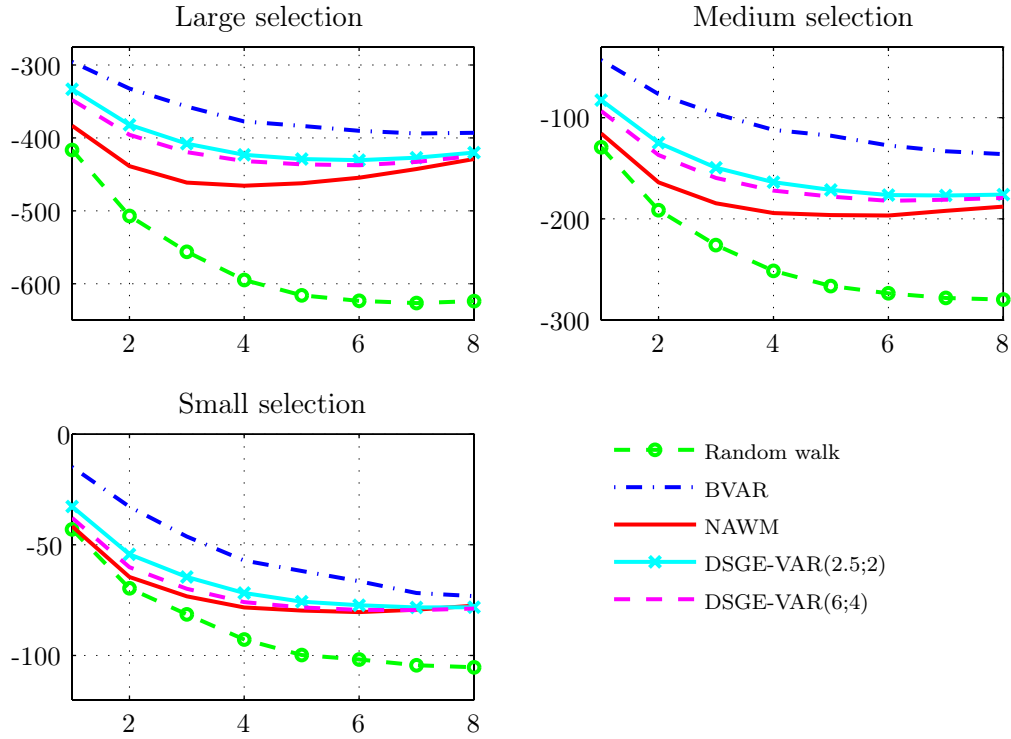 Large selection
-300
-400
-500
-600
2
4
6
8
Medium selection
-100
-200
-300
2
4
6
8
Small selection
0
-50
-100
2
4
6
8
Random walk
BVAR
NAWM
DSGE-VAR(2.5;2)
DSGE-VAR(6;4)